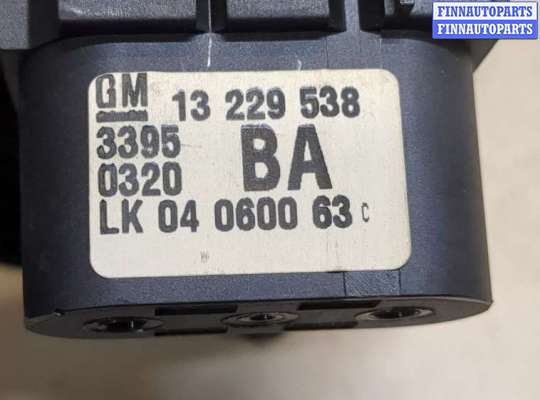 FINNAUTOPARTS
FINNAUTOPARTS
GM 13 229 538
3395 BA
0320
LK 04 0600 63 C